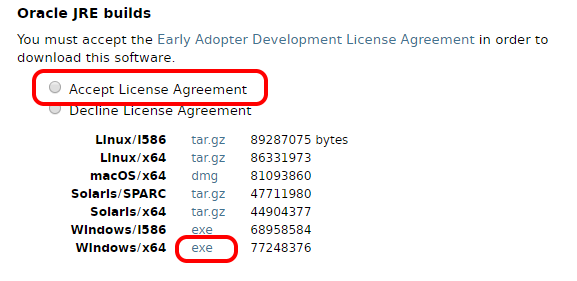 Oracle JRE builds
You must accept the Early Adopter Development License Agreement in order to
download this software.
Accept License Agreement
Decline License Agreement
Linux/i586 tar.gz 89287075 bytes
Linux/x64 tar.gz 86331973
macOS/x64 dmg 81093860
Solaris/SPARC tar.gz 47711980
Solaris/x64 tar.gz 44904377
Windows/i586 exe 68958584
Windows/x64 exe 77248376